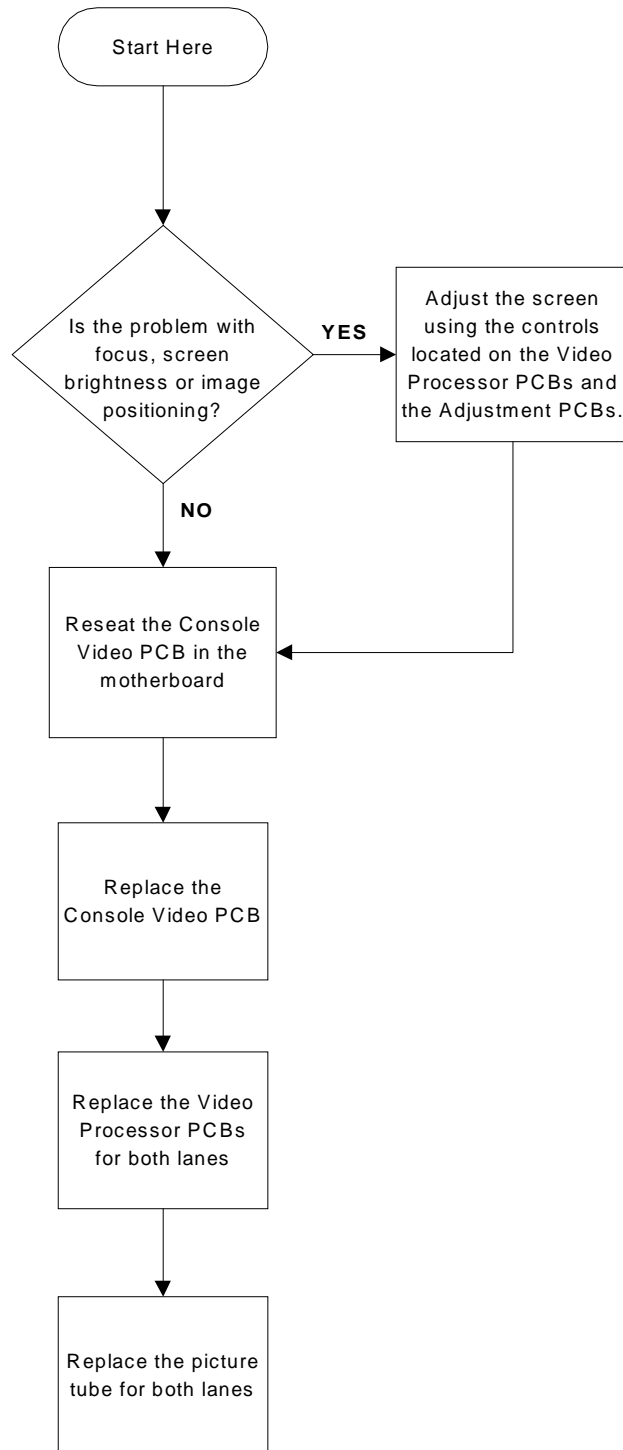 Start Here
Is the problem with
focus, screen
brightness or image
positioning?
YES
Adjust the screen
using the controls
located on the Video
Processor PCBs and
the Adjustment PCBs.
NO
Reseat the Console
Video PCB in the
motherboard
Replace the
Console Video PCB
Replace the Video
Processor PCBs
for both lanes
Replace the picture
tube for both lanes